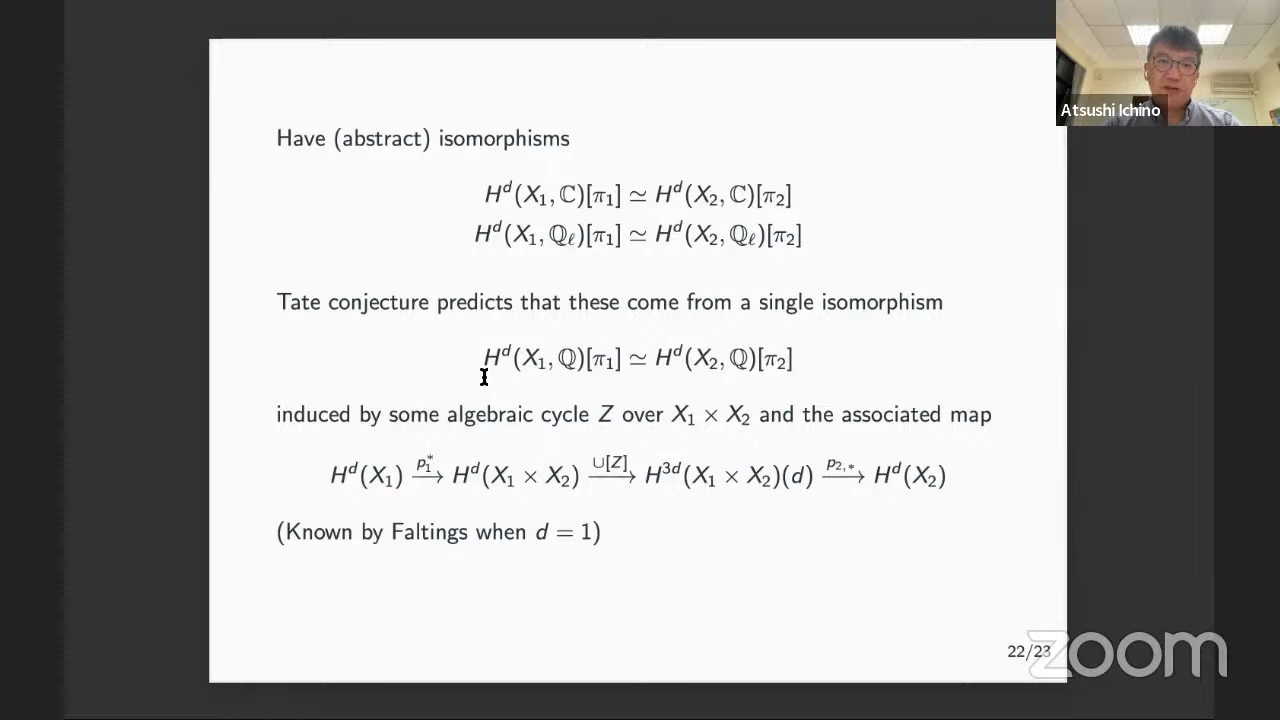 Atsushi Ichino
Have (abstract) isomorphisms
H^d(X_1, ℂ)[π_1] ≃ H^d(X_2, ℂ)[π_2]
H^d(X_1, ℚ_ℓ)[π_1] ≃ H^d(X_2, ℚ_ℓ)[π_2]
Tate conjecture predicts that these come from a single isomorphism
H^d(X_1, ℚ)[π_1] ≃ H^d(X_2, ℚ)[π_2]
induced by some algebraic cycle Z over X_1 × X_2 and the associated map
H^d(X_1) \xrightarrow{p_1^*} H^d(X_1 × X_2) \xrightarrow{∪[Z]} H^{3d}(X_1 × X_2)(d) \xrightarrow{p_{2,*}} H^d(X_2)
(Known by Faltings when d = 1)
22/23
zoom